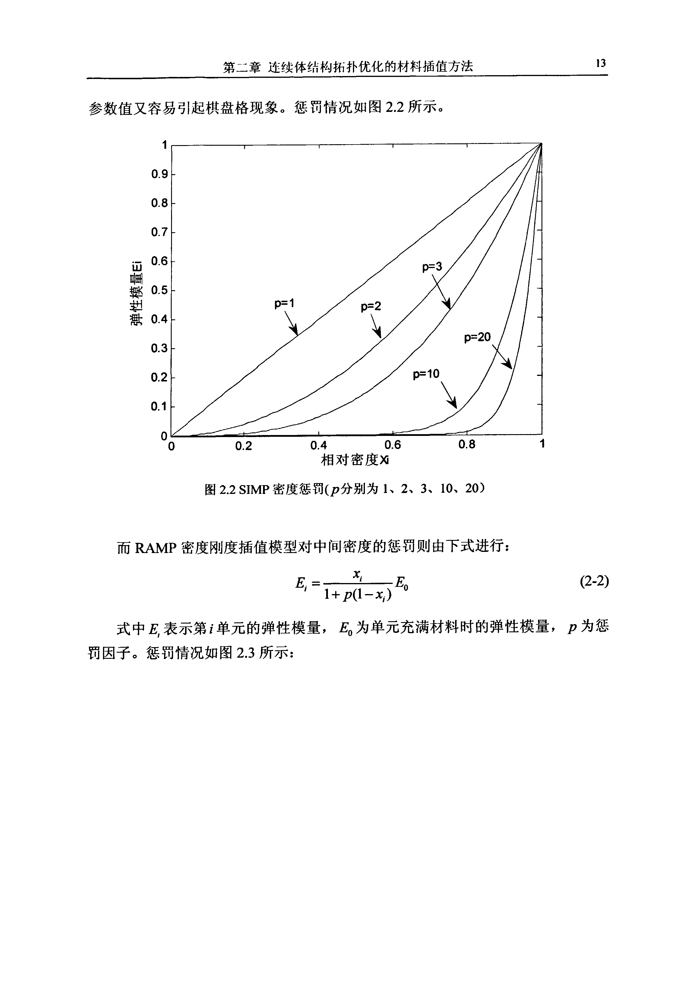 第二章 连续体结构拓扑优化的材料插值方法 13
参数值又容易引起棋盘格现象。惩罚情况如图 2.2 所示。
1
0.9
0.8
0.7
0.6
0.5
0.4
0.3
0.2
0.1
0
弹性模量Ei
p=1
p=2
p=3
p=10
p=20
0 0.2 0.4 0.6 0.8 1
相对密度Xi
图 2.2 SIMP 密度惩罚(p分别为 1、2、3、10、20)
而 RAMP 密度刚度插值模型对中间密度的惩罚则由下式进行：
E_i = x_i / (1+p(1−x_i)) E_0 (2-2)
式中 E_i 表示第 i 单元的弹性模量， E_0 为单元充满材料时的弹性模量， p 为惩
罚因子。惩罚情况如图 2.3 所示：